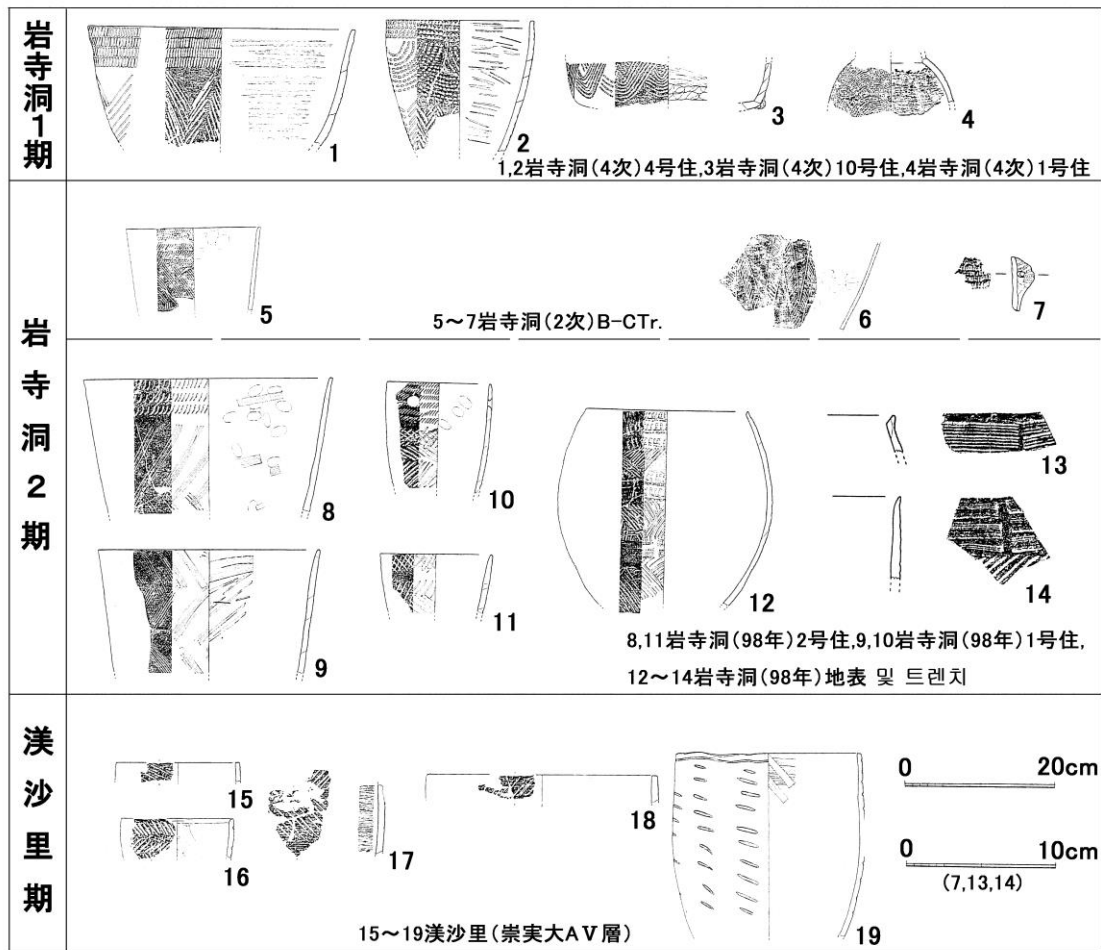 岩寺洞1期
1
2
3
4
1,2岩寺洞(4次)4号住,3岩寺洞(4次)10号住,4岩寺洞(4次)1号住
岩寺洞2期
5
6
7
5~7岩寺洞(2次)B-CTr.
8
10
12
13
9
11
14
8,11岩寺洞(98年)2号住,9,10岩寺洞(98年)1号住,
12~14岩寺洞(98年)地表 및 트렌치
渼沙里期
15
16
17
18
19
0 20cm
0 10cm
(7,13,14)
15~19渼沙里(崇実大AⅤ層)